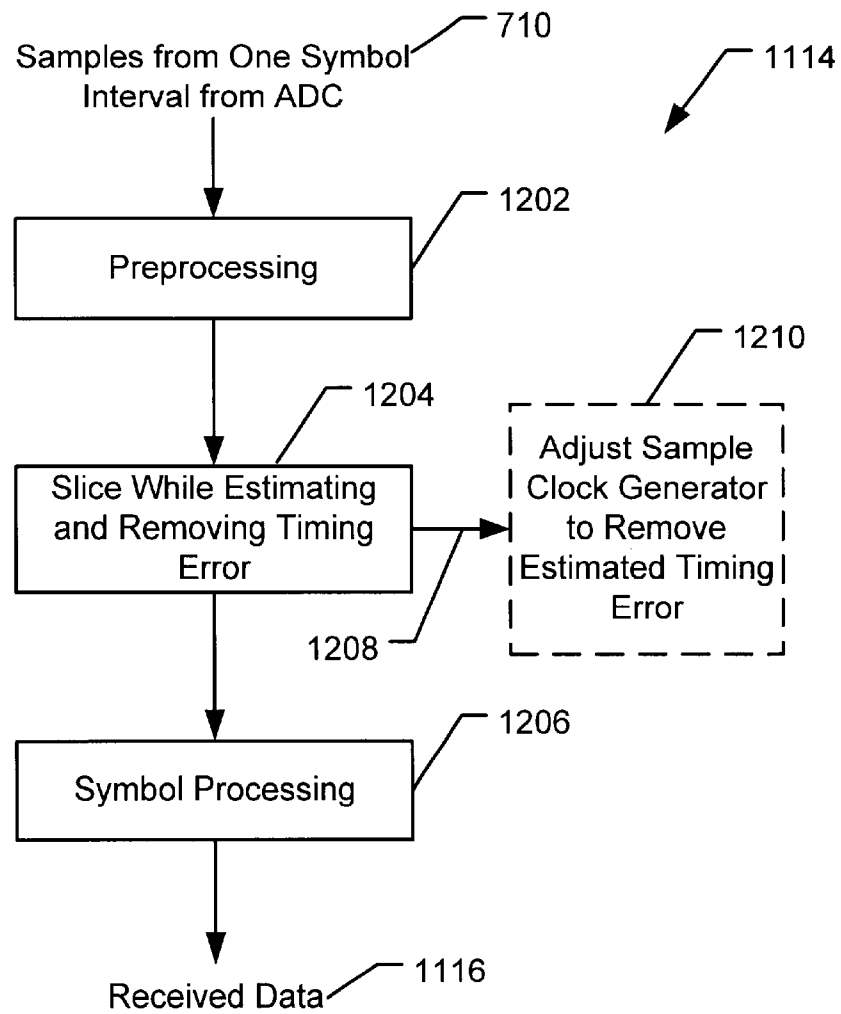 710
Samples from One Symbol
Interval from ADC
1114
1202
Preprocessing
1210
1204
Slice While Estimating
and Removing Timing
Error
Adjust Sample
Clock Generator
to Remove
Estimated Timing
Error
1208
1206
Symbol Processing
Received Data
1116